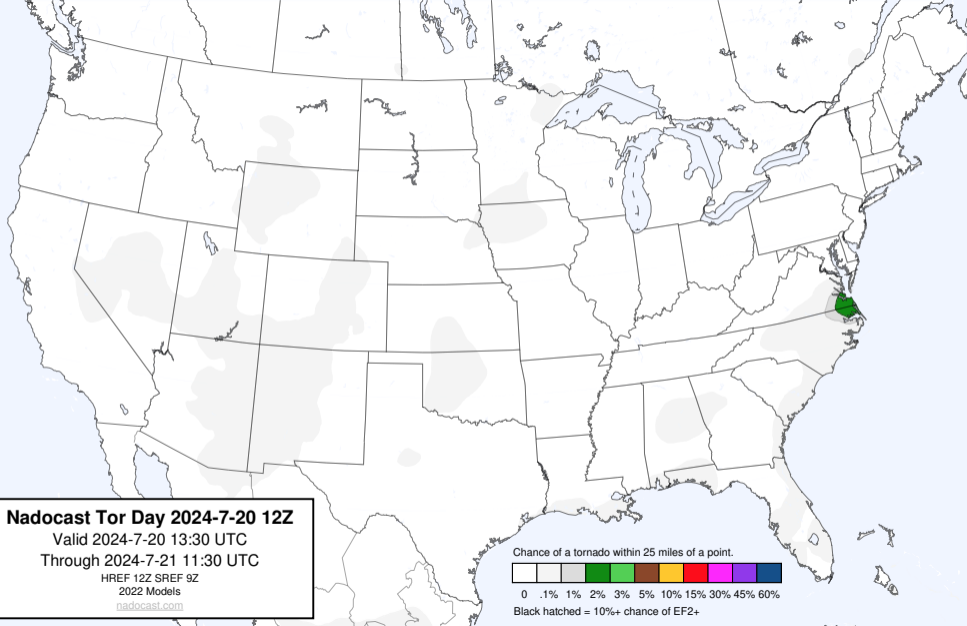 Nadocast Tor Day 2024-7-20 12Z
Valid 2024-7-20 13:30 UTC
Through 2024-7-21 11:30 UTC
HREF 12Z SREF 9Z
2022 Models
nadocast.com
Chance of a tornado within 25 miles of a point.
0 .1% 1% 2% 3% 5% 10% 15% 30% 45% 60%
Black hatched = 10%+ chance of EF2+